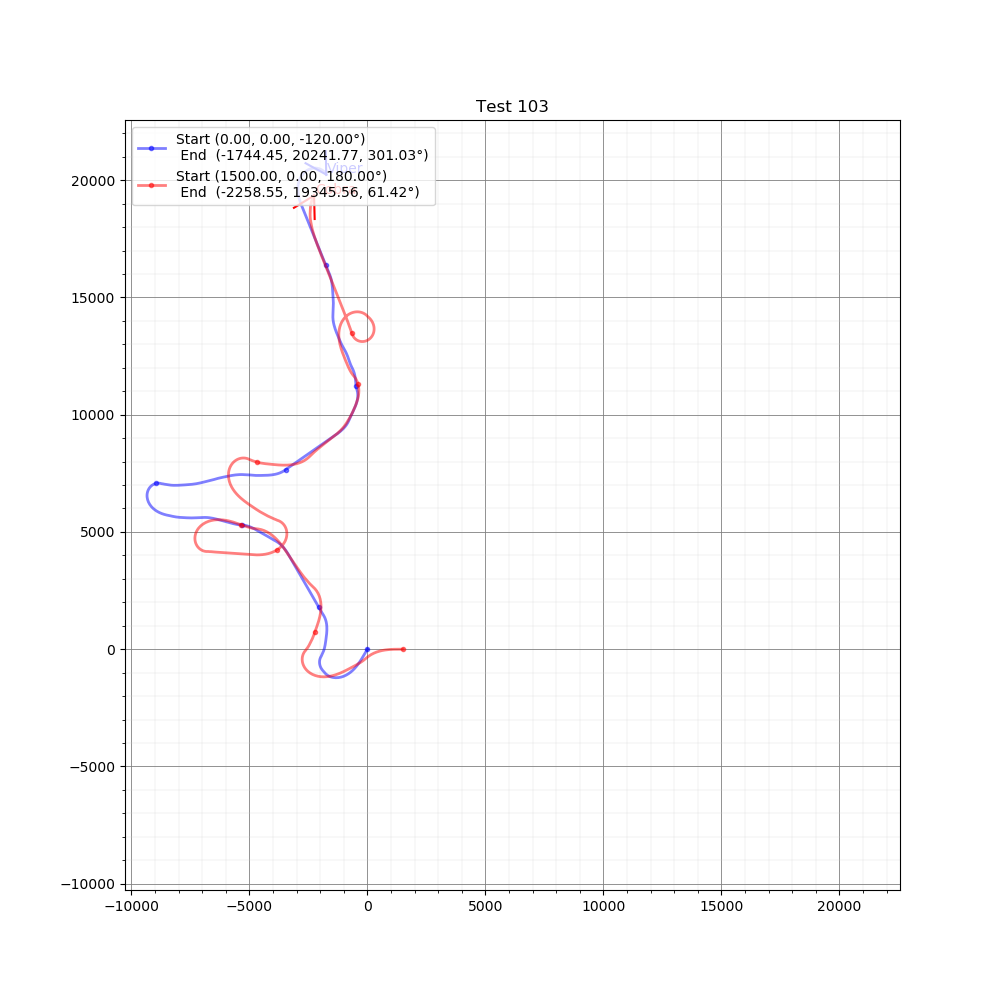 Test 103
Start (0.00, 0.00, -120.00°)
End (-1744.45, 20241.77, 301.03°)
Viper
Start (1500.00, 0.00, 180.00°)
End (-2258.55, 19345.56, 61.42°)
20000
15000
10000
5000
0
−5000
−10000
−10000 −5000 0 5000 10000 15000 20000